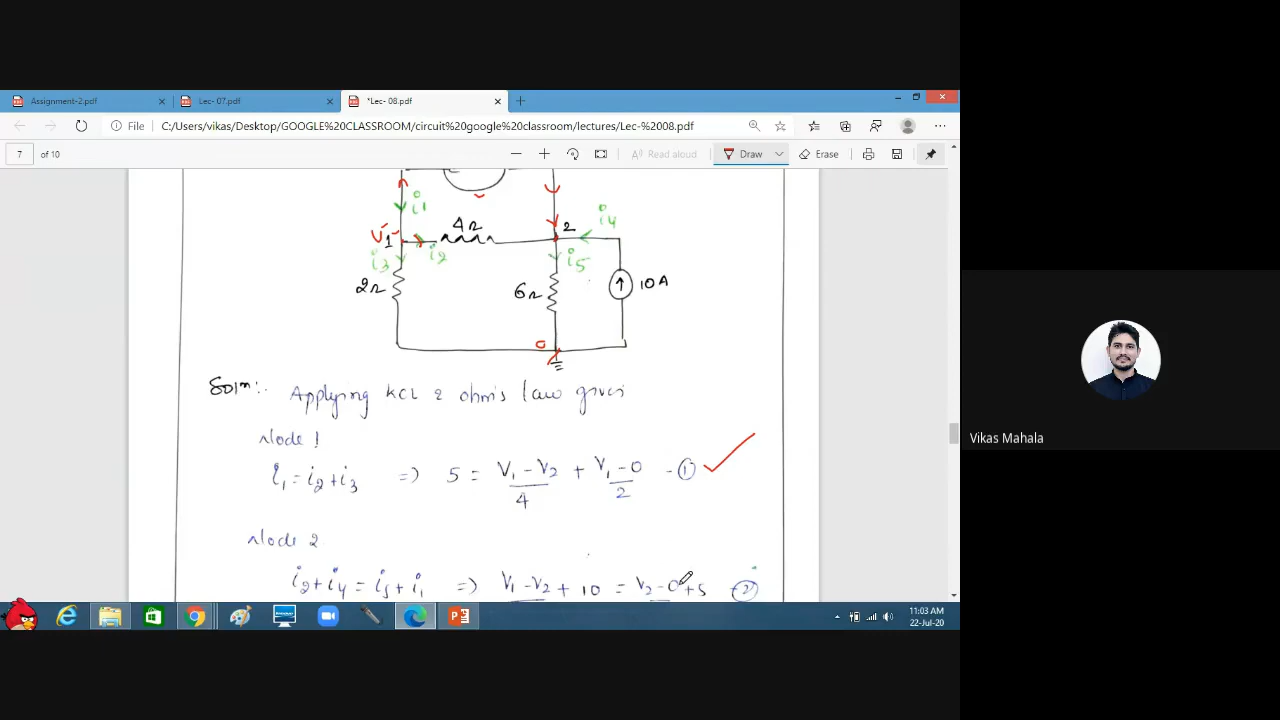 Assignment-2.pdf
Lec- 07.pdf
*Lec- 08.pdf
File
C:/Users/vikas/Desktop/GOOGLE%20CLASSROOM/circuit%20google%20classroom/lectures/Lec-%2008.pdf
7 of 10
Read aloud
Draw
Erase
i1
4Ω
2
i4
V1
i2
i3
i5
2Ω
6Ω
10A
0
Soln:- Applying KCL & ohm's law gives
Node 1
i1 = i2 + i3 => 5 = V1 - V2 / 4 + V1 - 0 / 2 - ①
Node 2
i2 + i4 = i5 + i1 => V1 - V2 + 10 = V2 - 0 + 5 - ②
Vikas Mahala
11:03 AM
22-Jul-20